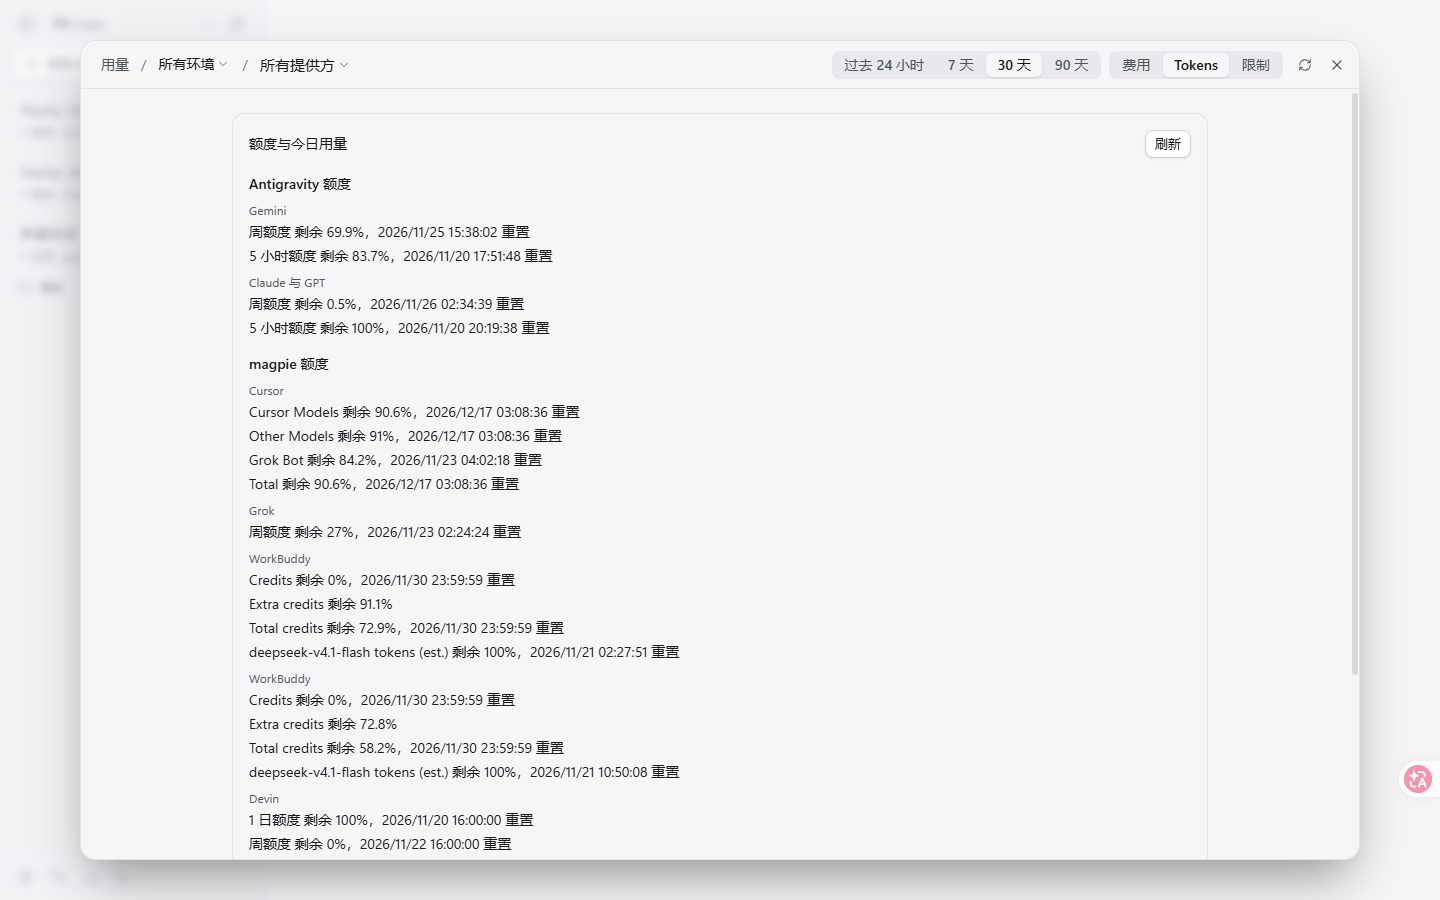 用量 / 所有环境 / 所有提供方
过去 24 小时 7 天 30 天 90 天 费用 Tokens 限制
额度与今日用量
刷新
Antigravity 额度
Gemini
周额度 剩余 69.9%，2026/11/25 15:38:02 重置
5 小时额度 剩余 83.7%，2026/11/20 17:51:48 重置
Claude 与 GPT
周额度 剩余 0.5%，2026/11/26 02:34:39 重置
5 小时额度 剩余 100%，2026/11/20 20:19:38 重置
magpie 额度
Cursor
Cursor Models 剩余 90.6%，2026/12/17 03:08:36 重置
Other Models 剩余 91%，2026/12/17 03:08:36 重置
Grok Bot 剩余 84.2%，2026/11/23 04:02:18 重置
Total 剩余 90.6%，2026/12/17 03:08:36 重置
Grok
周额度 剩余 27%，2026/11/23 02:24:24 重置
WorkBuddy
Credits 剩余 0%，2026/11/30 23:59:59 重置
Extra credits 剩余 91.1%
Total credits 剩余 72.9%，2026/11/30 23:59:59 重置
deepseek-v4.1-flash tokens (est.) 剩余 100%，2026/11/21 02:27:51 重置
WorkBuddy
Credits 剩余 0%，2026/11/30 23:59:59 重置
Extra credits 剩余 72.8%
Total credits 剩余 58.2%，2026/11/30 23:59:59 重置
deepseek-v4.1-flash tokens (est.) 剩余 100%，2026/11/21 10:50:08 重置
Devin
1 日额度 剩余 100%，2026/11/20 16:00:00 重置
周额度 剩余 0%，2026/11/22 16:00:00 重置